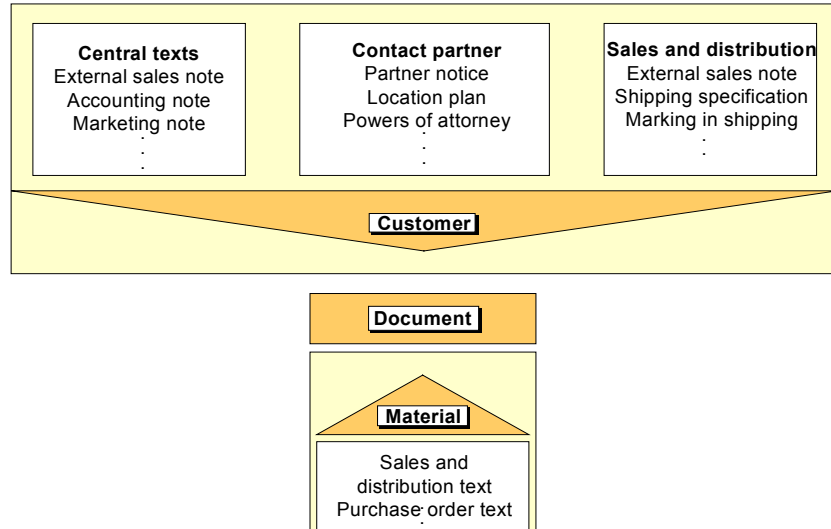 Central texts
External sales note
Accounting note
Marketing note
.
.
.
Contact partner
Partner notice
Location plan
Powers of attorney
.
.
.
Sales and distribution
External sales note
Shipping specification
Marking in shipping
.
.
Customer
Document
Material
Sales and
distribution text
Purchase order text
.
.